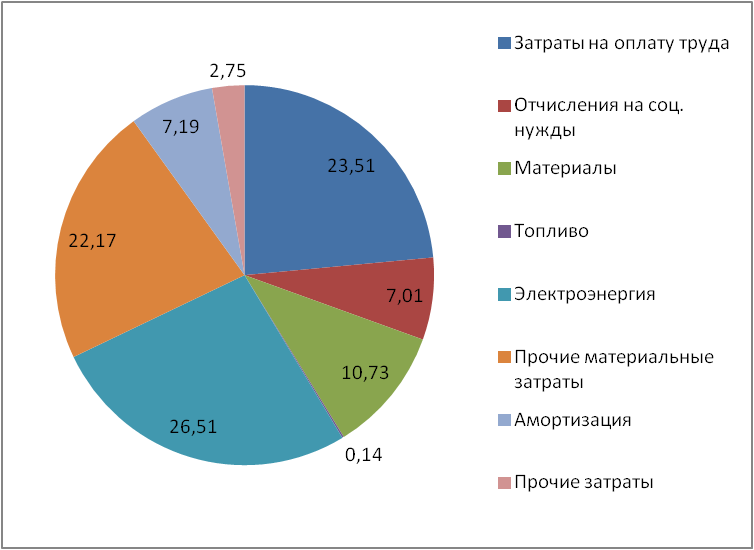 Затраты на оплату труда
Отчисления на соц.
нужды
Материалы
Топливо
Электроэнергия
Прочие материальные
затраты
Амортизация
Прочие затраты
2,75
7,19
23,51
22,17
7,01
10,73
26,51
0,14